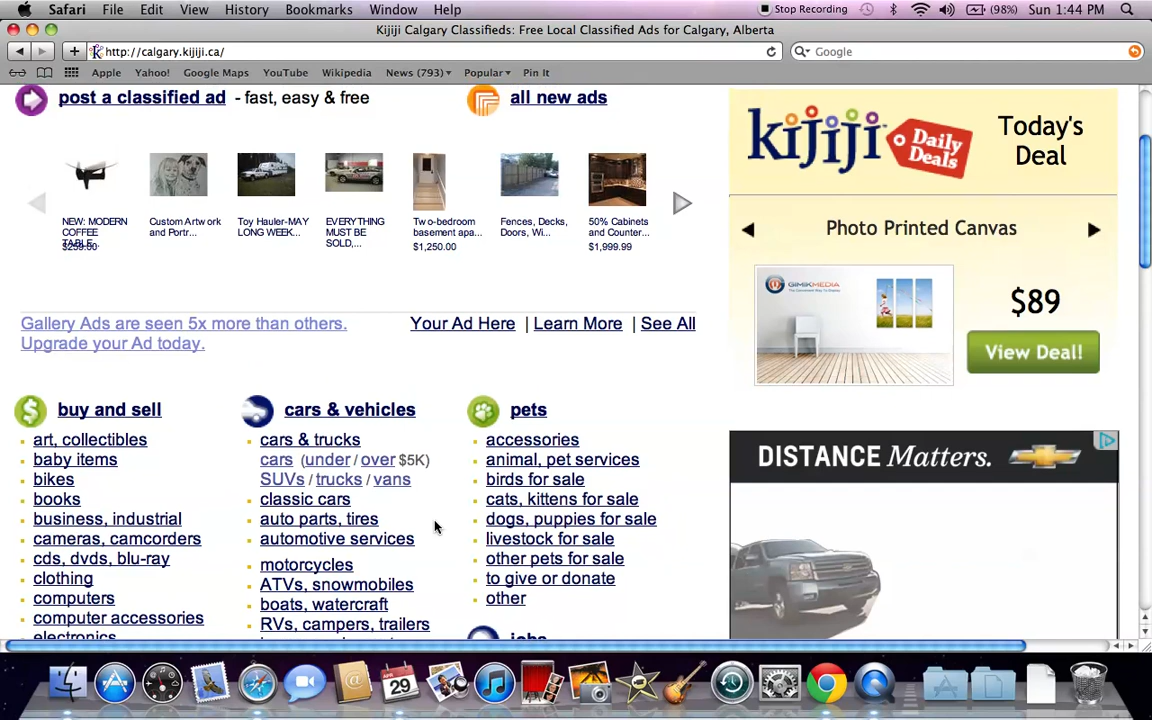 Safari File Edit View History Bookmarks Window Help Stop Recording (98%) Sun 1:44 PM
Kijiji Calgary Classifieds: Free Local Classified Ads for Calgary, Alberta
http://calgary.kijiji.ca/ Google
Apple Yahoo! Google Maps YouTube Wikipedia News (793) Popular Pin It
post a classified ad - fast, easy & free
all new ads
NEW: MODERN
COFFEE
TABLE.
$259.00
Custom Artwork
and Portr...
Toy Hauler-MAY
LONG WEEK...
EVERYTHING
MUST BE
SOLD,...
Two-bedroom
basement apa...
$1,250.00
Fences, Decks,
Doors, Wi...
50% Cabinets
and Counter...
$1,999.99
Gallery Ads are seen 5x more than others.
Upgrade your Ad today.
Your Ad Here | Learn More | See All
kijiji
Daily
Deals
Today's
Deal
Photo Printed Canvas
GIMIKMEDIA
$89
View Deal!
buy and sell
art, collectibles
baby items
bikes
books
business, industrial
cameras, camcorders
cds, dvds, blu-ray
clothing
computers
computer accessories
electronics
cars & vehicles
cars & trucks
cars (under / over $5K)
SUVs / trucks / vans
classic cars
auto parts, tires
automotive services
motorcycles
ATVs, snowmobiles
boats, watercraft
RVs, campers, trailers
pets
accessories
animal, pet services
birds for sale
cats, kittens for sale
dogs, puppies for sale
livestock for sale
other pets for sale
to give or donate
other
jobs
DISTANCE Matters.
APR
29